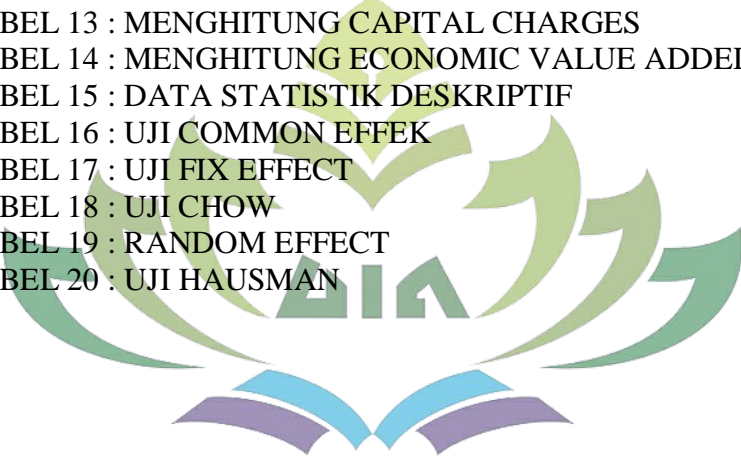 BEL 13 : MENGHITUNG CAPITAL CHARGES
BEL 14 : MENGHITUNG ECONOMIC VALUE ADDED
BEL 15 : DATA STATISTIK DESKRIPTIF
BEL 16 : UJI COMMON EFFEK
BEL 17 : UJI FIX EFFECT
BEL 18 : UJI CHOW
BEL 19 : RANDOM EFFECT
BEL 20 : UJI HAUSMAN